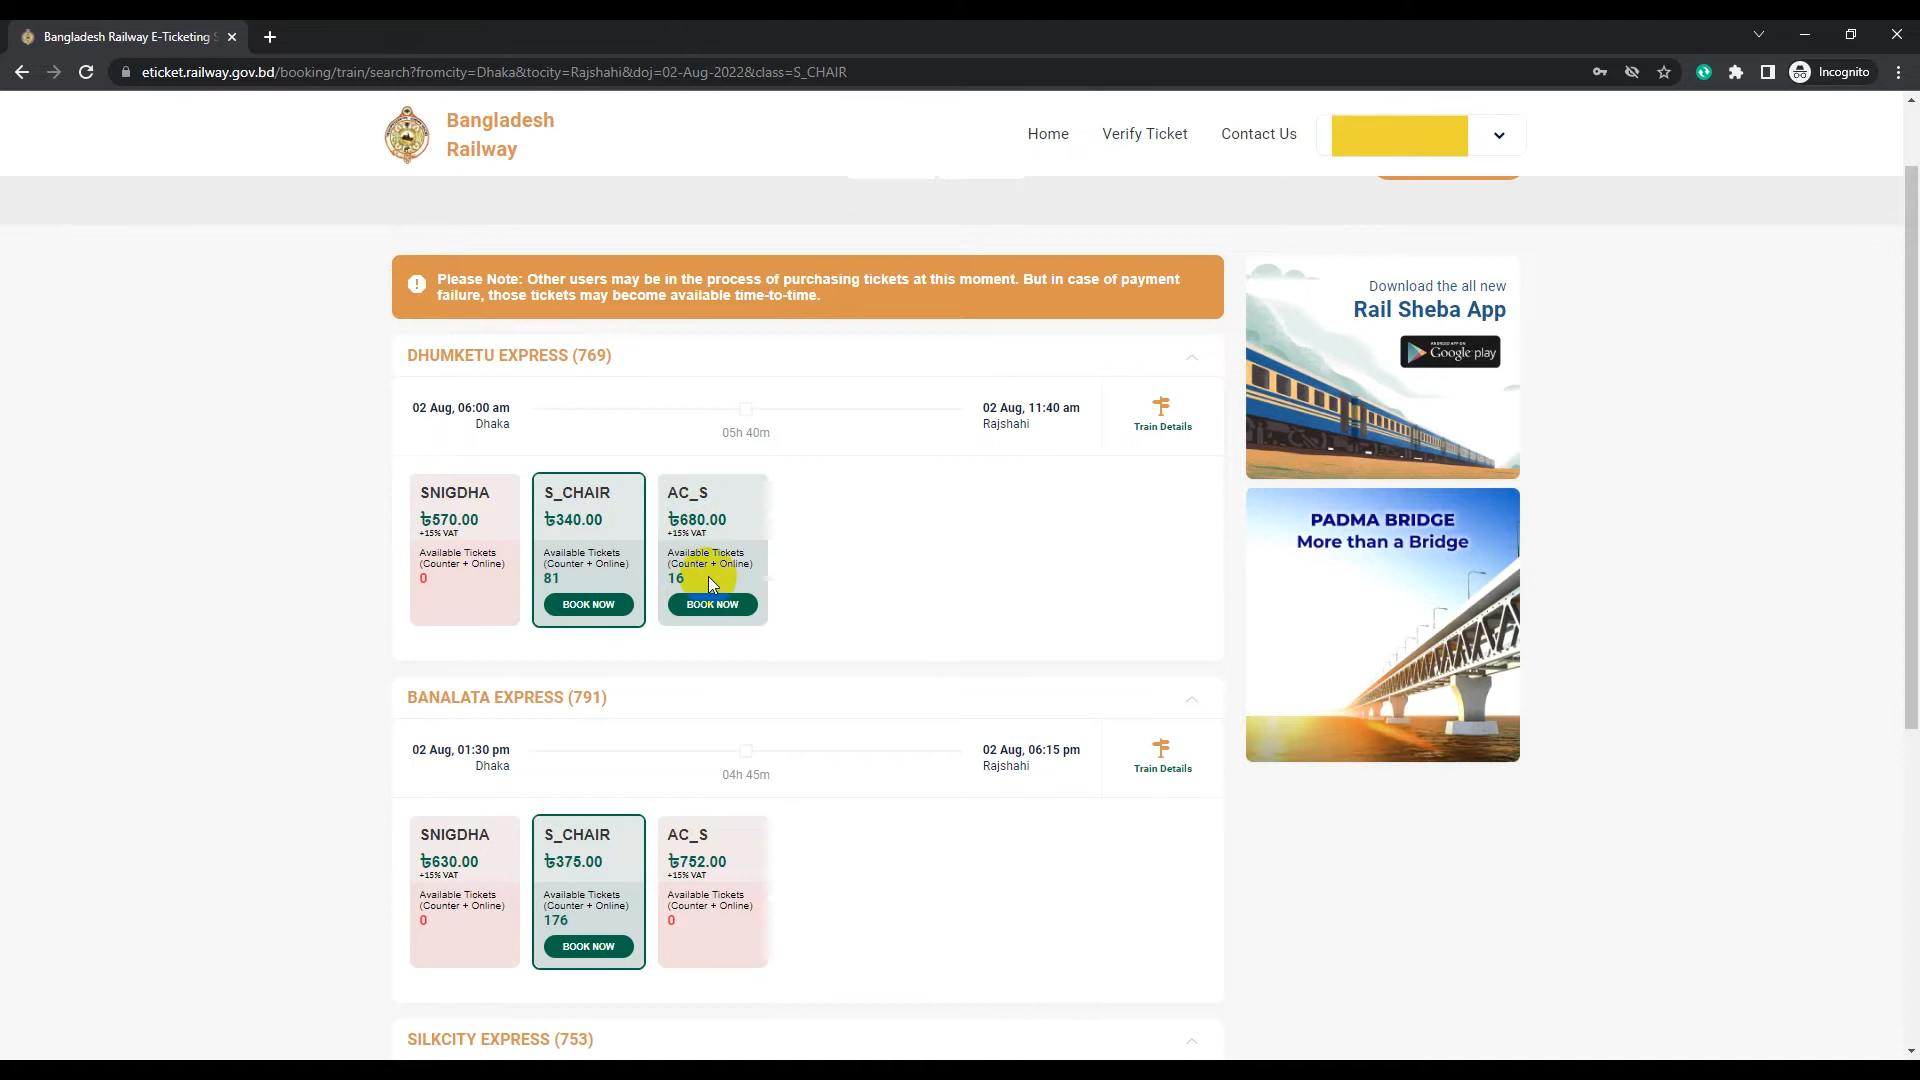 Bangladesh Railway E-Ticketing S
eticket.railway.gov.bd/booking/train/search?fromcity=Dhaka&tocity=Rajshahi&doj=02-Aug-2022&class=S_CHAIR
Incognito
Bangladesh
Railway
Home
Verify Ticket
Contact Us
Please Note: Other users may be in the process of purchasing tickets at this moment. But in case of payment
failure, those tickets may become available time-to-time.
DHUMKETU EXPRESS (769)
02 Aug, 06:00 am
Dhaka
05h 40m
02 Aug, 11:40 am
Rajshahi
Train Details
SNIGDHA
৳570.00
+15% VAT
Available Tickets
(Counter + Online)
0
S_CHAIR
৳340.00
Available Tickets
(Counter + Online)
81
BOOK NOW
AC_S
৳680.00
+15% VAT
Available Tickets
(Counter + Online)
16
BOOK NOW
BANALATA EXPRESS (791)
02 Aug, 01:30 pm
Dhaka
04h 45m
02 Aug, 06:15 pm
Rajshahi
Train Details
SNIGDHA
৳630.00
+15% VAT
Available Tickets
(Counter + Online)
0
S_CHAIR
৳375.00
Available Tickets
(Counter + Online)
176
BOOK NOW
AC_S
৳752.00
+15% VAT
Available Tickets
(Counter + Online)
0
SILKCITY EXPRESS (753)
Download the all new
Rail Sheba App
ANDROID APP ON
Google play
PADMA BRIDGE
More than a Bridge